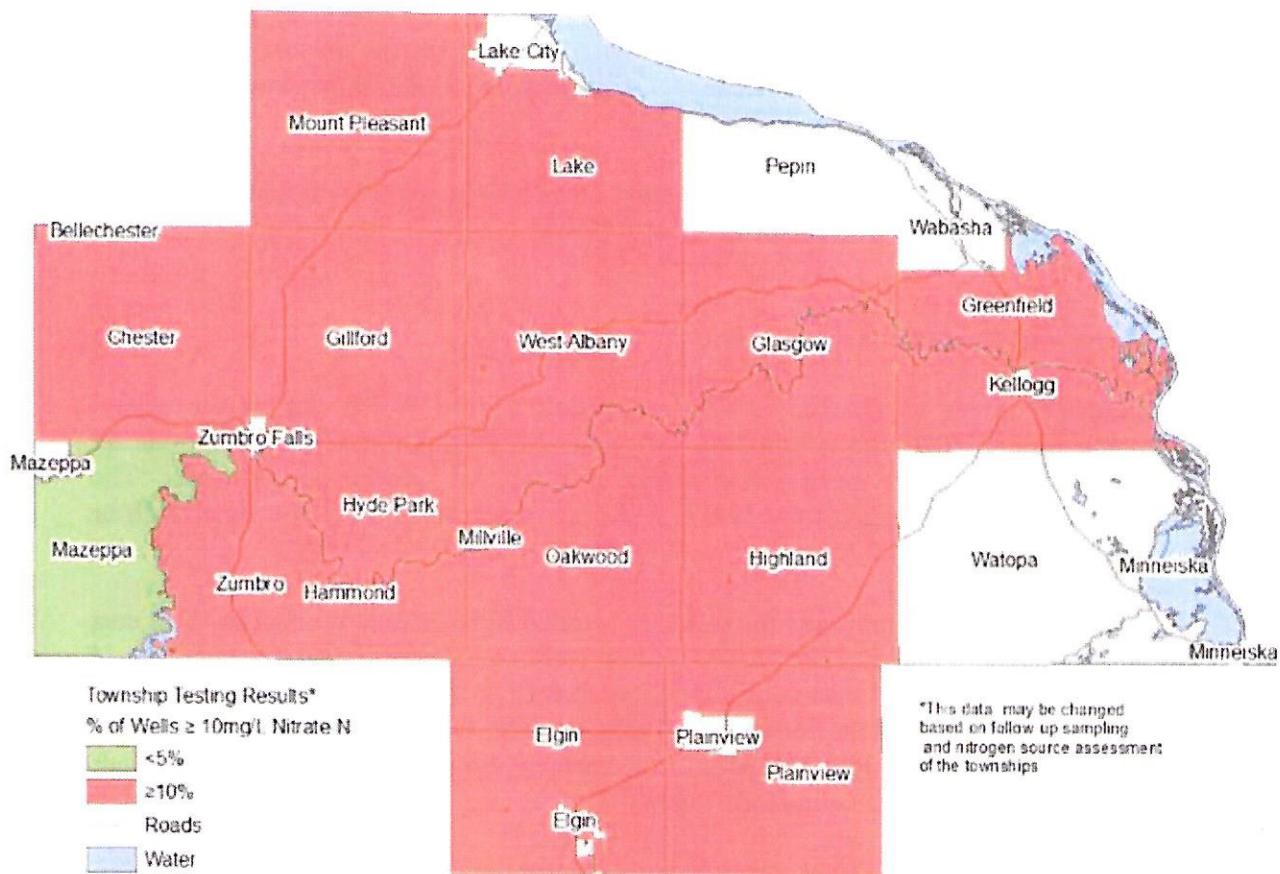 Lake City
Mount Pleasant
Lake
Pepin
Bellechester
Wabasha
Greenfield
Chester
Gillford
West Albany
Glasgow
Kellogg
Zumbro Falls
Mazeppa
Hyde Park
Millville
Mazeppa
Oakwood
Highland
Watopa
Minneiska
Zumbro
Hammond
Minneiska
Township Testing Results*
% of Wells ≥ 10mg/L Nitrate N
<5%
≥10%
Roads
Water
Elgin
Plainview
Plainview
Elgin
*This data may be changed
based on follow up sampling
and nitrogen source assessment
of the townships